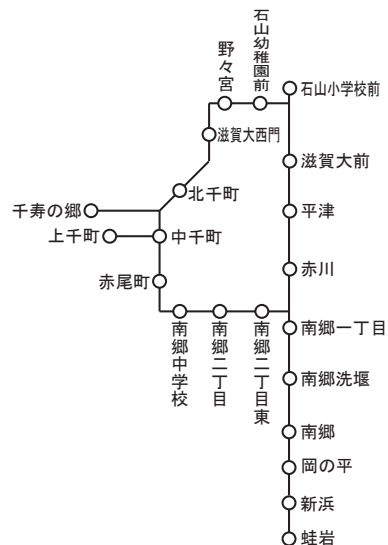 石山幼稚園前
野々宮
石山小学校前
滋賀大西門
滋賀大前
北千町
千寿の郷
平津
上千町
中千町
赤川
赤尾町
南郷中学校
南郷二丁目
南郷二丁目東
南郷一丁目
南郷洗堰
南郷
岡の平
新浜
蛙岩